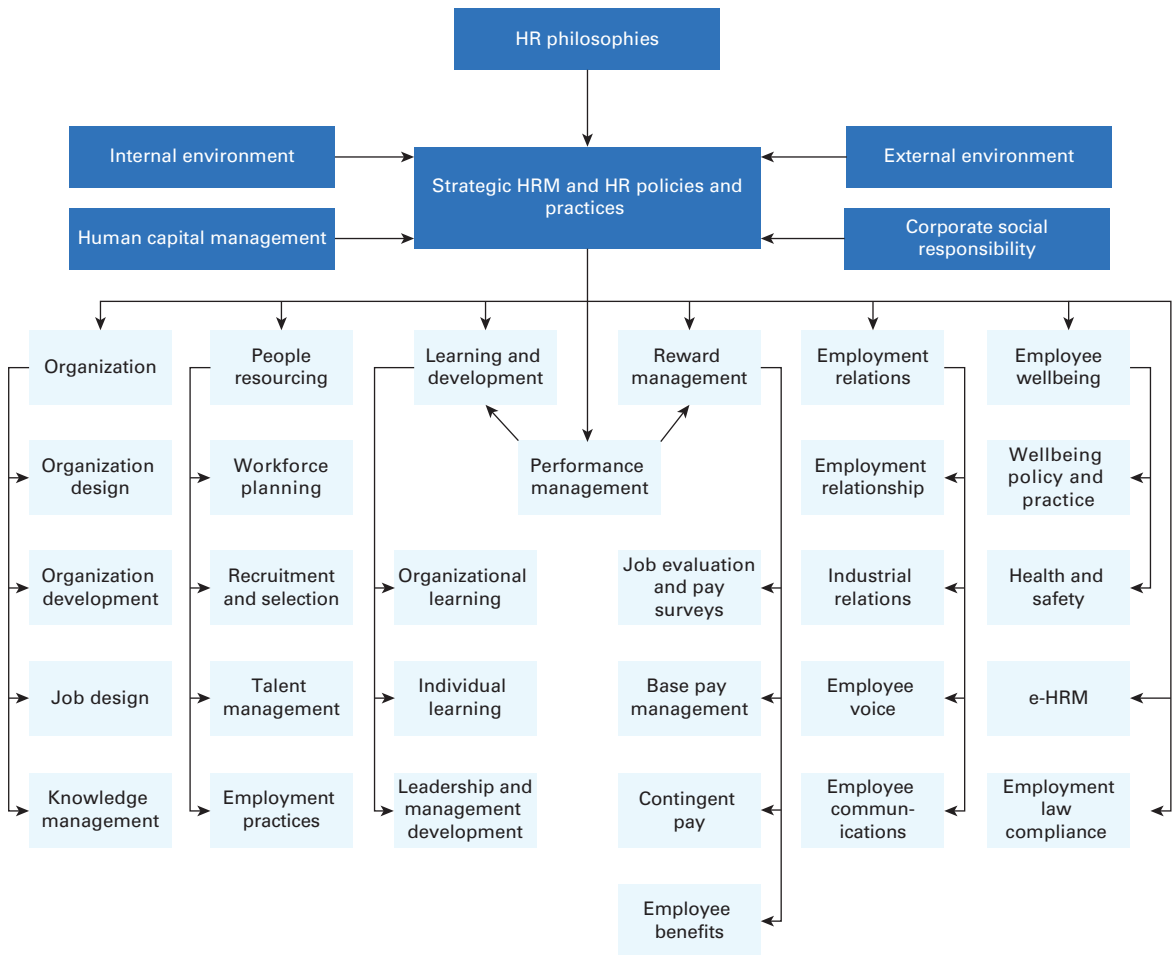 HR philosophies
Internal environment
External environment
Strategic HRM and HR policies and
practices
Human capital management
Corporate social
responsibility
Organization
People
resourcing
Learning and
development
Reward
management
Employment
relations
Employee
wellbeing
Organization
design
Workforce
planning
Performance
management
Employment
relationship
Wellbeing
policy and
practice
Organization
development
Recruitment
and selection
Organizational
learning
Job evaluation
and pay
surveys
Industrial
relations
Health and
safety
Job design
Talent
management
Individual
learning
Base pay
management
Employee
voice
e-HRM
Knowledge
management
Employment
practices
Leadership and
management
development
Contingent
pay
Employee
commun-
ications
Employment
law
compliance
Employee
benefits